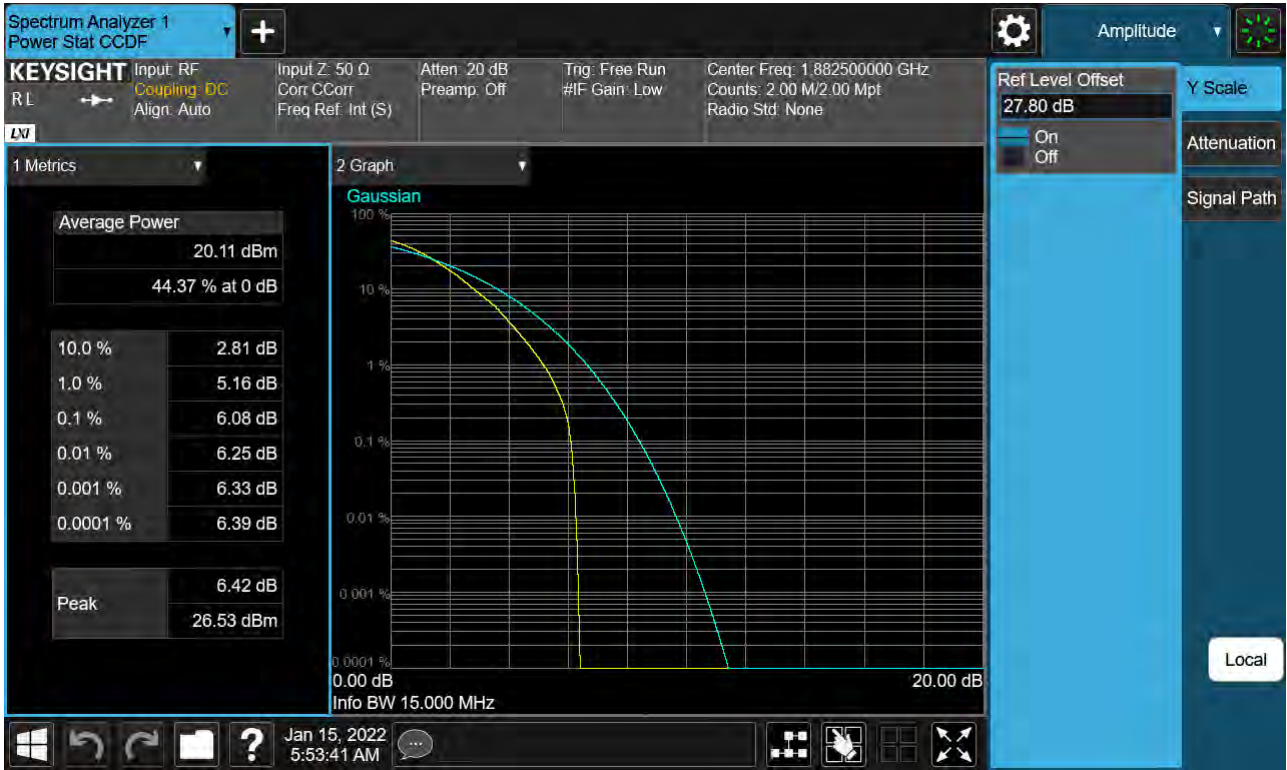 Spectrum Analyzer 1
Power Stat CCDF
Amplitude
KEYSIGHT
RL
LXI
Input: RF
Coupling: DC
Align: Auto
Input Z: 50 Ω
Corr CCorr
Freq Ref: Int (S)
Atten: 20 dB
Preamp: Off
Trig: Free Run
#IF Gain: Low
Center Freq: 1.882500000 GHz
Counts: 2.00 M/2.00 Mpt
Radio Std: None
Ref Level Offset
27.80 dB
On
Off
Y Scale
Attenuation
Signal Path
1 Metrics
Average Power
20.11 dBm
44.37 % at 0 dB
10.0 % 2.81 dB
1.0 % 5.16 dB
0.1 % 6.08 dB
0.01 % 6.25 dB
0.001 % 6.33 dB
0.0001 % 6.39 dB
Peak
6.42 dB
26.53 dBm
2 Graph
Gaussian
100 %
10 %
1 %
0.1 %
0.01 %
0.001 %
0.0001 %
0.00 dB 20.00 dB
Info BW 15.000 MHz
Local
?
Jan 15, 2022
5:53:41 AM